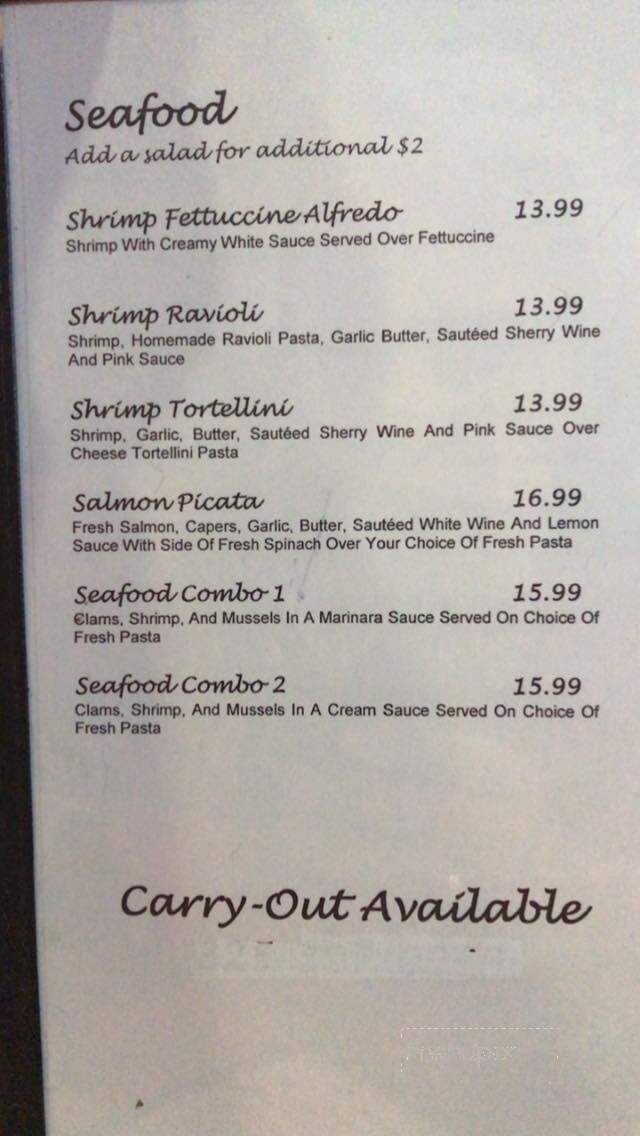 Seafood
Add a salad for additional $2
Shrimp Fettuccine Alfredo 13.99
Shrimp With Creamy White Sauce Served Over Fettuccine
Shrimp Ravioli 13.99
Shrimp, Homemade Ravioli Pasta, Garlic Butter, Sautéed Sherry Wine
And Pink Sauce
Shrimp Tortellini 13.99
Shrimp, Garlic, Butter, Sautéed Sherry Wine And Pink Sauce Over
Cheese Tortellini Pasta
Salmon Picata 16.99
Fresh Salmon, Capers, Garlic, Butter, Sautéed White Wine And Lemon
Sauce With Side Of Fresh Spinach Over Your Choice Of Fresh Pasta
Seafood Combo 1 15.99
Clams, Shrimp, And Mussels In A Marinara Sauce Served On Choice Of
Fresh Pasta
Seafood Combo 2 15.99
Clams, Shrimp, And Mussels In A Cream Sauce Served On Choice Of
Fresh Pasta
Carry-Out Available